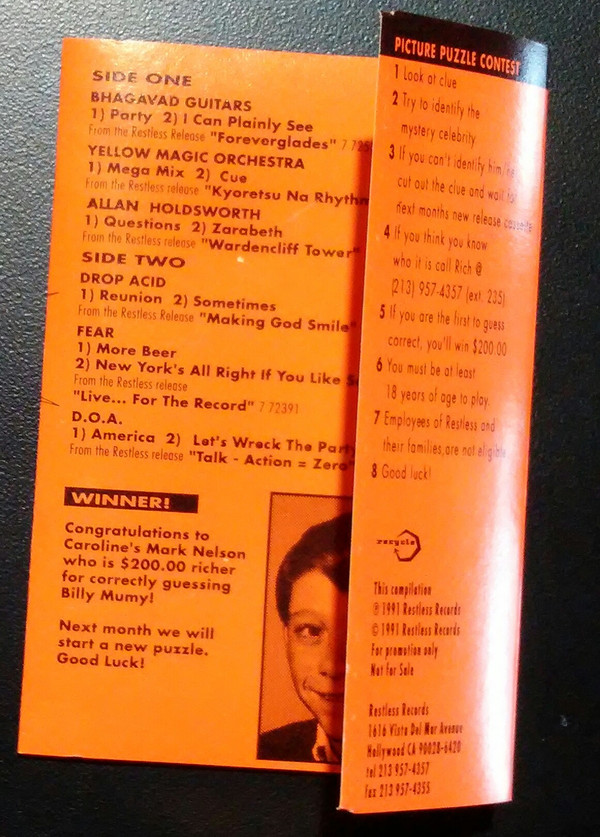 SIDE ONE
BHAGAVAD GUITARS
1) Party 2) I Can Plainly See
From the Restless Release "Foreverglades" 7 725
YELLOW MAGIC ORCHESTRA
1) Mega Mix 2) Cue
From the Restless release "Kyoretsu Na Rhythm
ALLAN HOLDSWORTH
1) Questions 2) Zarabeth
From the Restless release "Wardencliff Tower"
SIDE TWO
DROP ACID
1) Reunion 2) Sometimes
From the Restless Release "Making God Smile"
FEAR
1) More Beer
2) New York's All Right If You Like
From the Restless release
"Live... For The Record" 7 72391
D.O.A.
1) America 2) Let's Wreck The Party
From the Restless release "Talk - Action = Zero"
WINNER!
Congratulations to
Caroline's Mark Nelson
who is $200.00 richer
for correctly guessing
Billy Mumy!
Next month we will
start a new puzzle.
Good Luck!
PICTURE PUZZLE CONTEST
1 Look at clue
2 Try to identify the
mystery celebrity
3 If you can't identify him/
cut out the clue and wait for
next months new release cassette
4 If you think you know
who it is call Rich @
(213) 957-4357 (ext. 235)
5 If you are the first to guess
correct, you'll win $200.00
6 You must be at least
18 years of age to play.
7 Employees of Restless and
their families,are not eligible
8 Good luck!
recycle
This compilation
℗ 1991 Restless Records
© 1991 Restless Records
For promotion only
Not for Sale
Restless Records
1616 Vista Del Mar Avenue
Hollywood CA 90028-6420
tel 213 957-4357
fax 213 957-4355